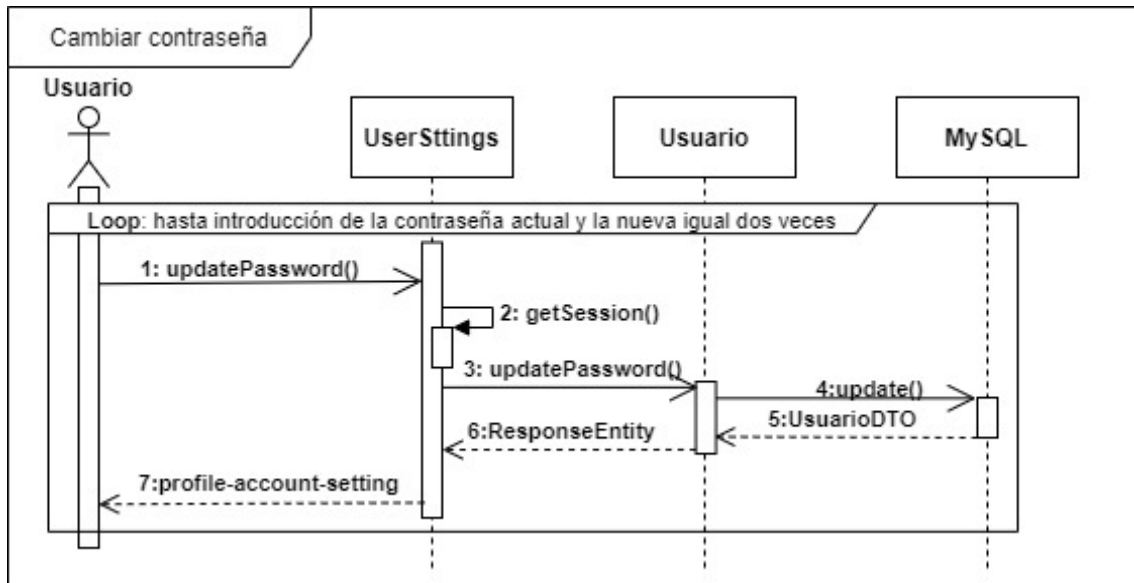 Cambiar contraseña
Usuario
UserSttings
Usuario
MySQL
Loop: hasta introducción de la contraseña actual y la nueva igual dos veces
1: updatePassword()
2: getSession()
3: updatePassword()
4:update()
5:UsuarioDTO
6:ResponseEntity
7:profile-account-setting